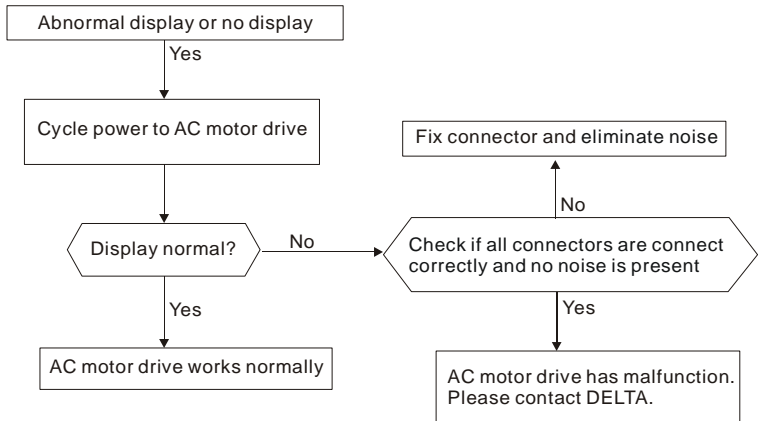 Abnormal display or no display
Yes
Cycle power to AC motor drive
Fix connector and eliminate noise
No
Display normal?
No
Check if all connectors are connect
correctly and no noise is present
Yes
Yes
AC motor drive works normally
AC motor drive has malfunction.
Please contact DELTA.